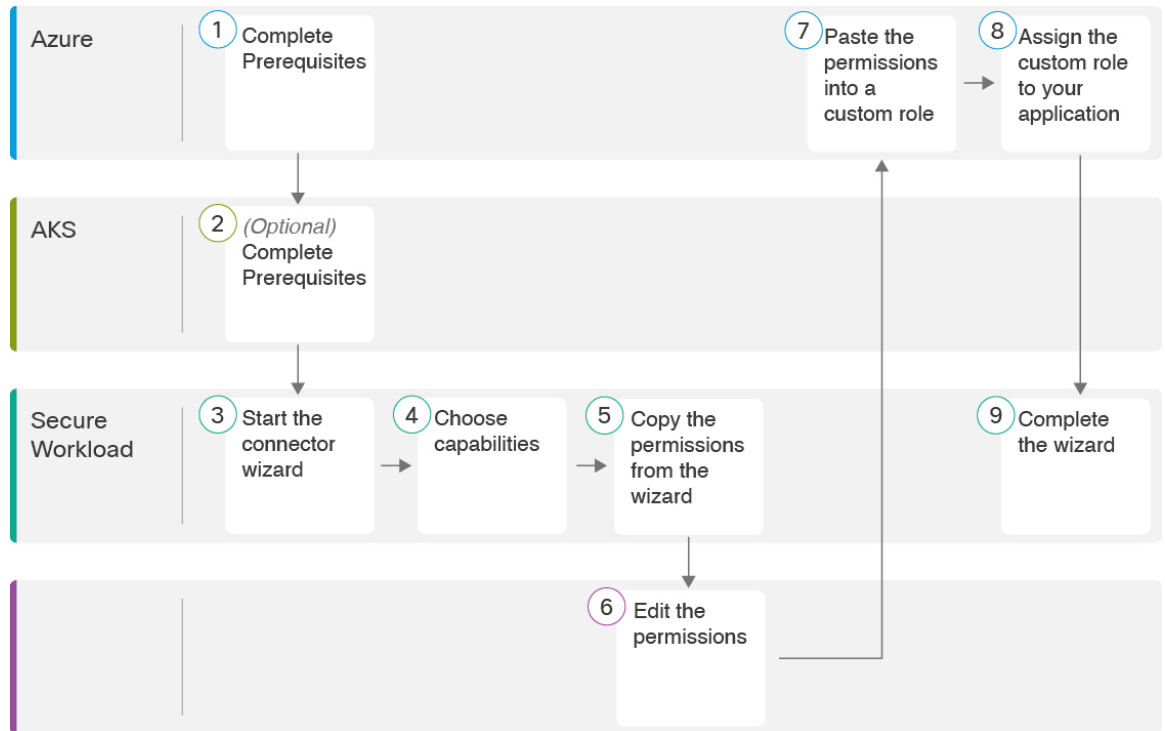 Azure
1
Complete
Prerequisites
7
Paste the
permissions
into a
custom role
8
Assign the
custom role
to your
application
AKS
2
(Optional)
Complete
Prerequisites
Secure
Workload
3
Start the
connector
wizard
4
Choose
capabilities
5
Copy the
permissions
from the
wizard
9
Complete
the wizard
6
Edit the
permissions